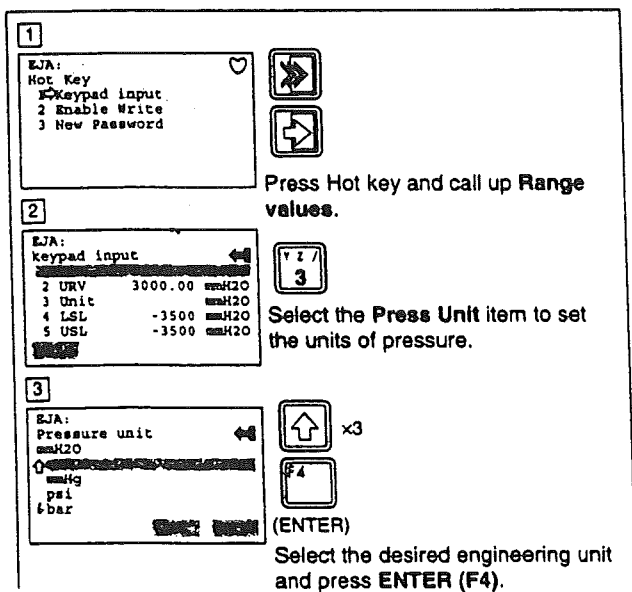 1
EJA:
Hot Key
Keypad input
2 Enable Write
3 New Password
Press Hot key and call up Range
values.
2
EJA:
keypad input
2 URV 3000.00 mmH2O
3 Unit mmH2O
4 LSL -3500 mmH2O
5 USL -3500 mmH2O
Y Z /
3
Select the Press Unit item to set
the units of pressure.
3
EJA:
Pressure unit
mmH2O
mmHg
psi
bar
×3
F4
(ENTER)
Select the desired engineering unit
and press ENTER (F4).